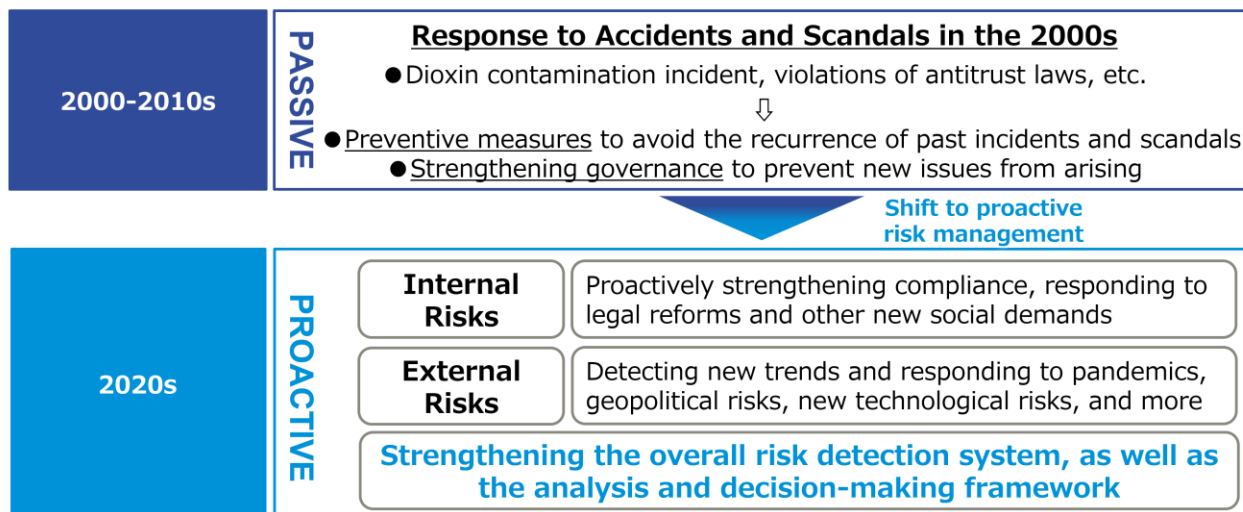 2000-2010s
PASSIVE
Response to Accidents and Scandals in the 2000s
●Dioxin contamination incident, violations of antitrust laws, etc.
⇩
●Preventive measures to avoid the recurrence of past incidents and scandals
●Strengthening governance to prevent new issues from arising
Shift to proactive
risk management
2020s
PROACTIVE
Internal
Risks
Proactively strengthening compliance, responding to
legal reforms and other new social demands
External
Risks
Detecting new trends and responding to pandemics,
geopolitical risks, new technological risks, and more
Strengthening the overall risk detection system, as well as
the analysis and decision-making framework